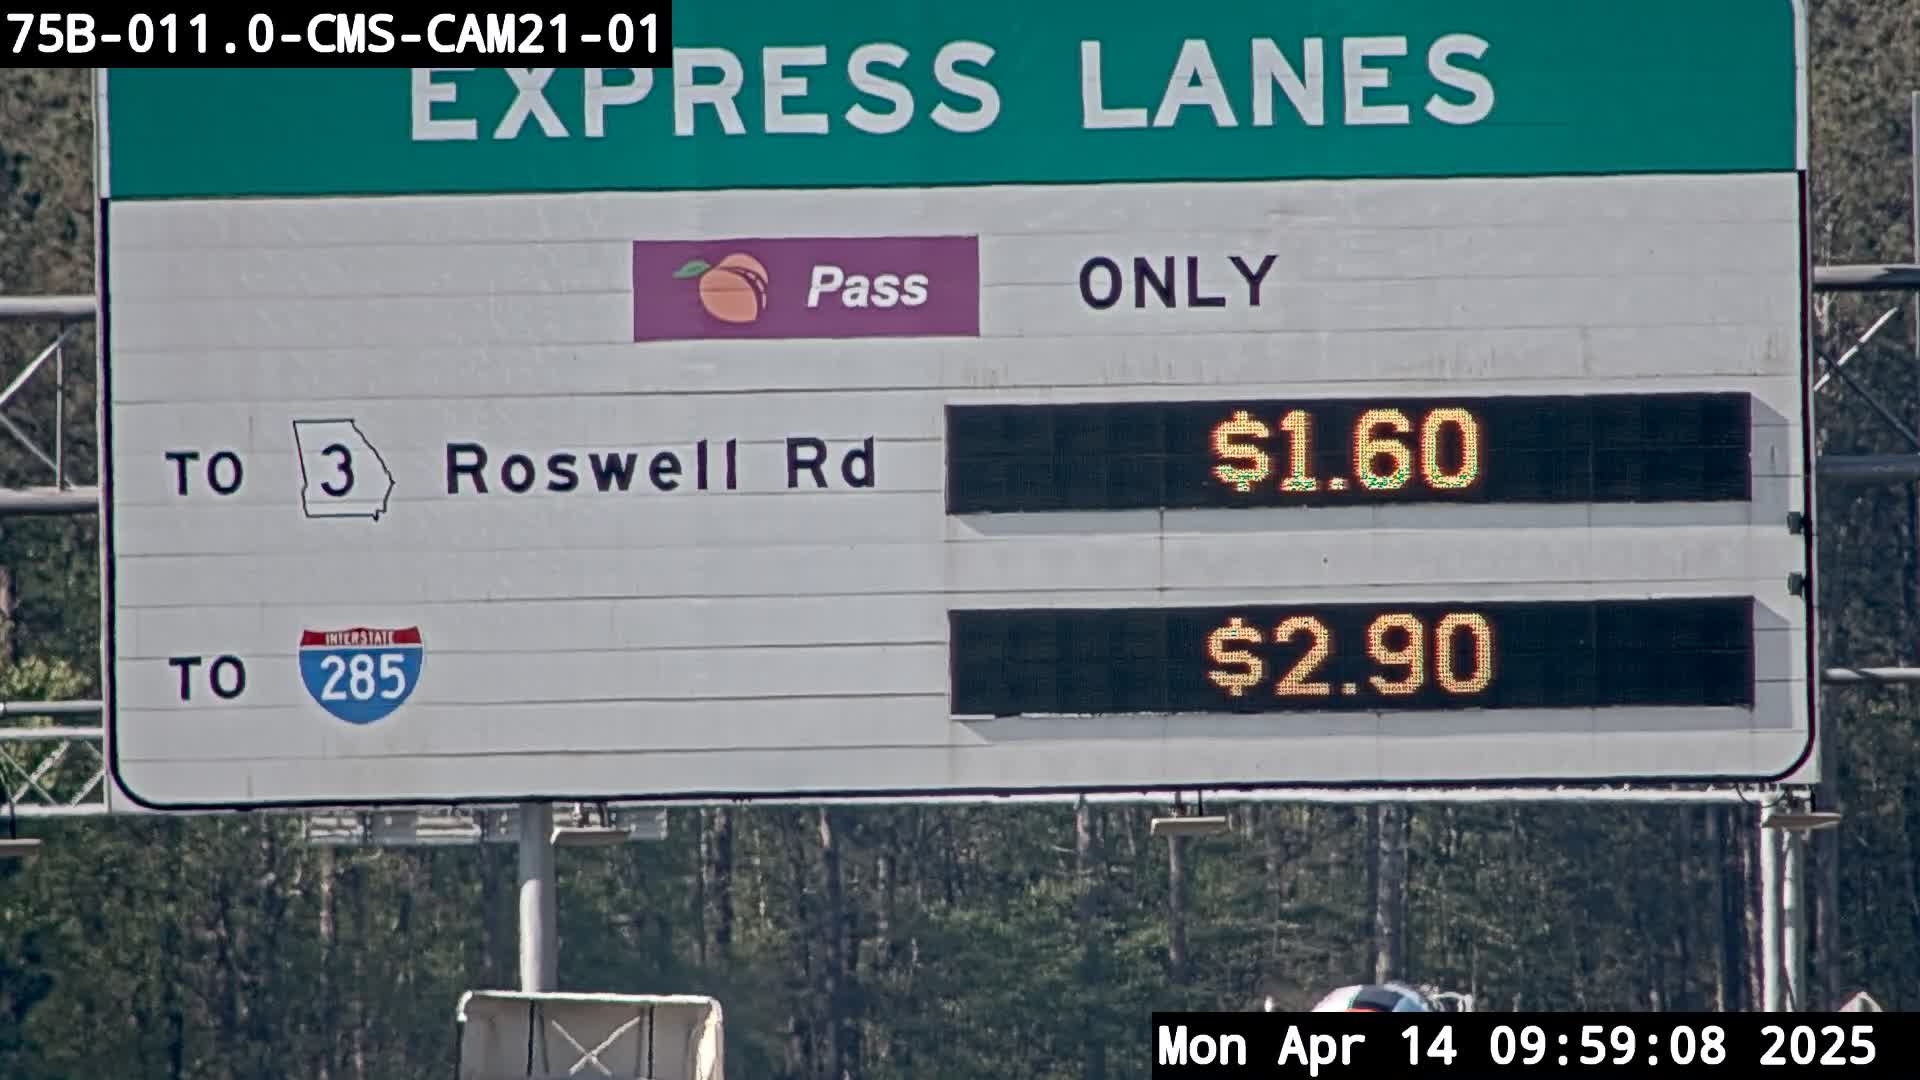 75B-011.0-CMS-CAM21-01
EXPRESS LANES
Pass ONLY
TO 3 Roswell Rd $1.60
TO INTERSTATE 285 $2.90
Mon Apr 14 09:59:08 2025